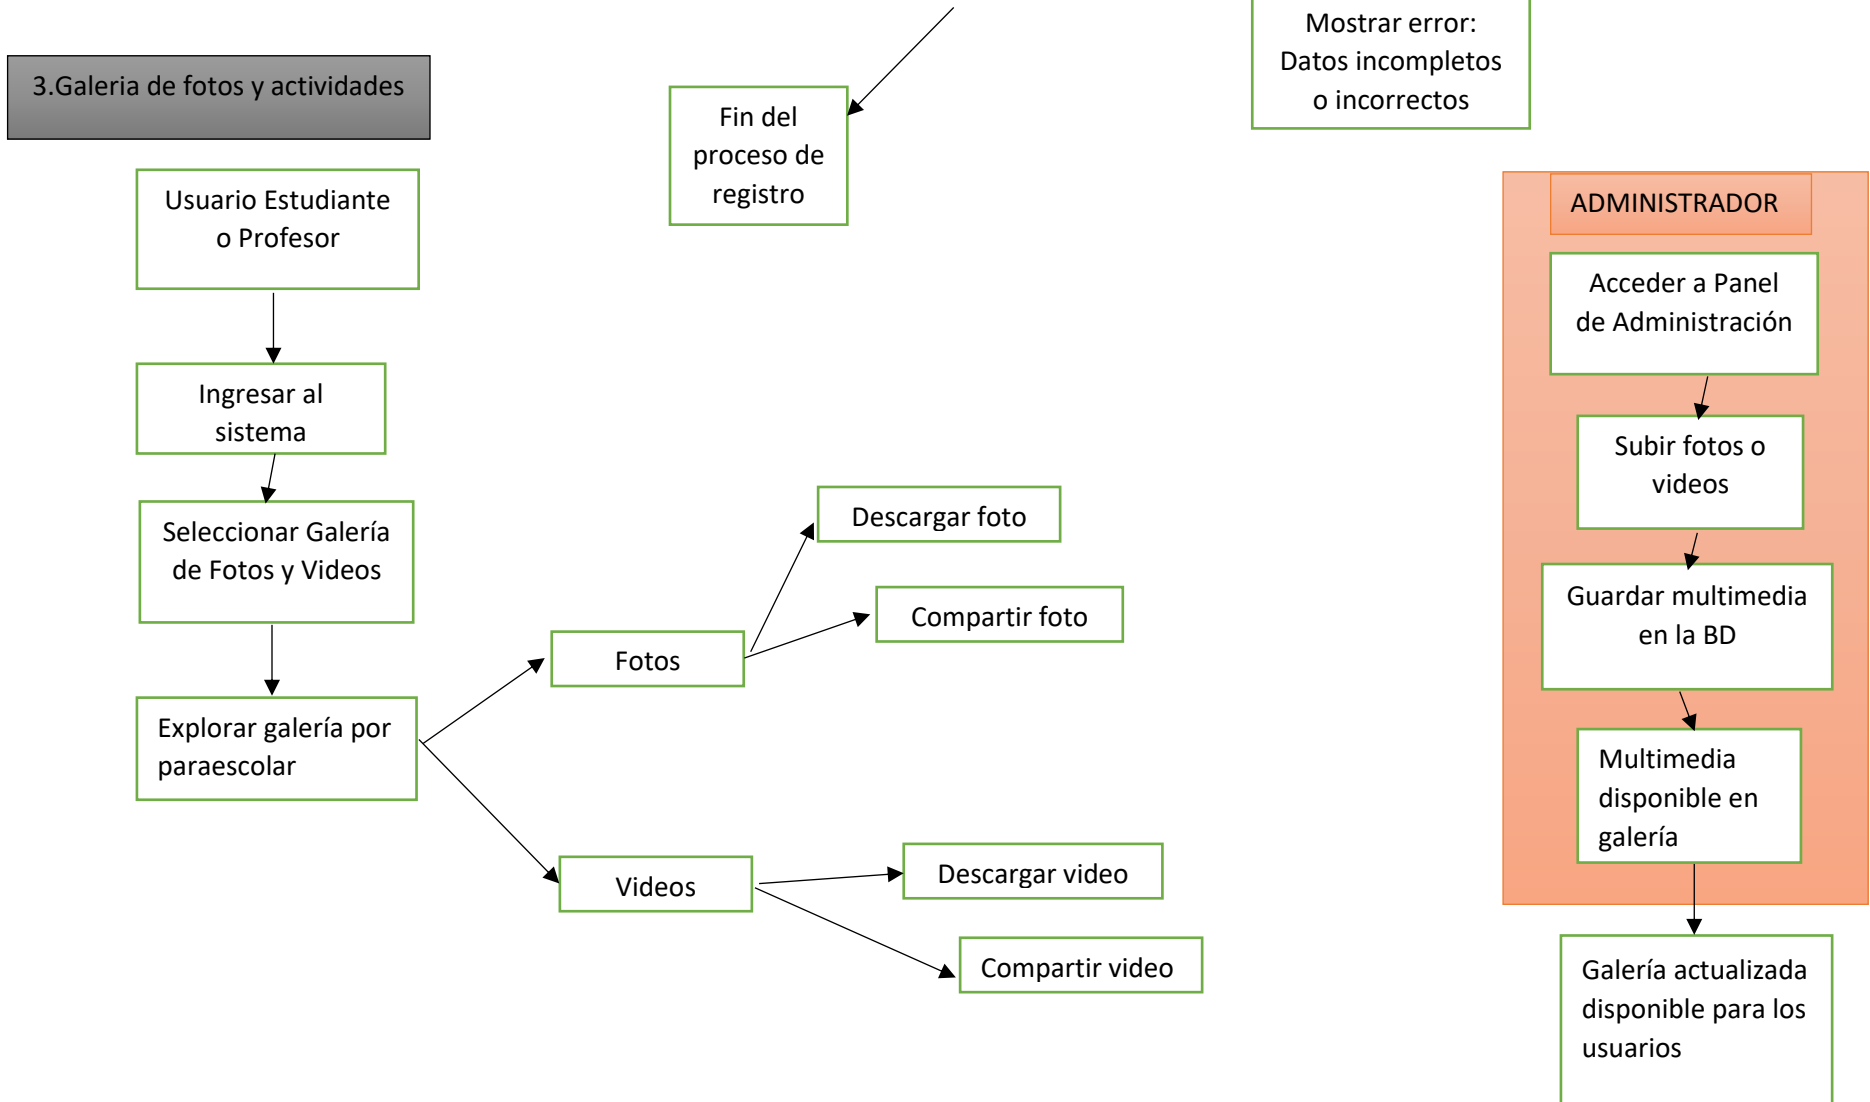 Mostrar error:
Datos incompletos
o incorrectos
3.Galeria de fotos y actividades
Fin del
proceso de
registro
Usuario Estudiante
o Profesor
Ingresar al
sistema
Seleccionar Galería
de Fotos y Videos
Explorar galería por
paraescolar
Fotos
Descargar foto
Compartir foto
Videos
Descargar video
Compartir video
ADMINISTRADOR
Acceder a Panel
de Administración
Subir fotos o
videos
Guardar multimedia
en la BD
Multimedia
disponible en
galería
Galería actualizada
disponible para los
usuarios